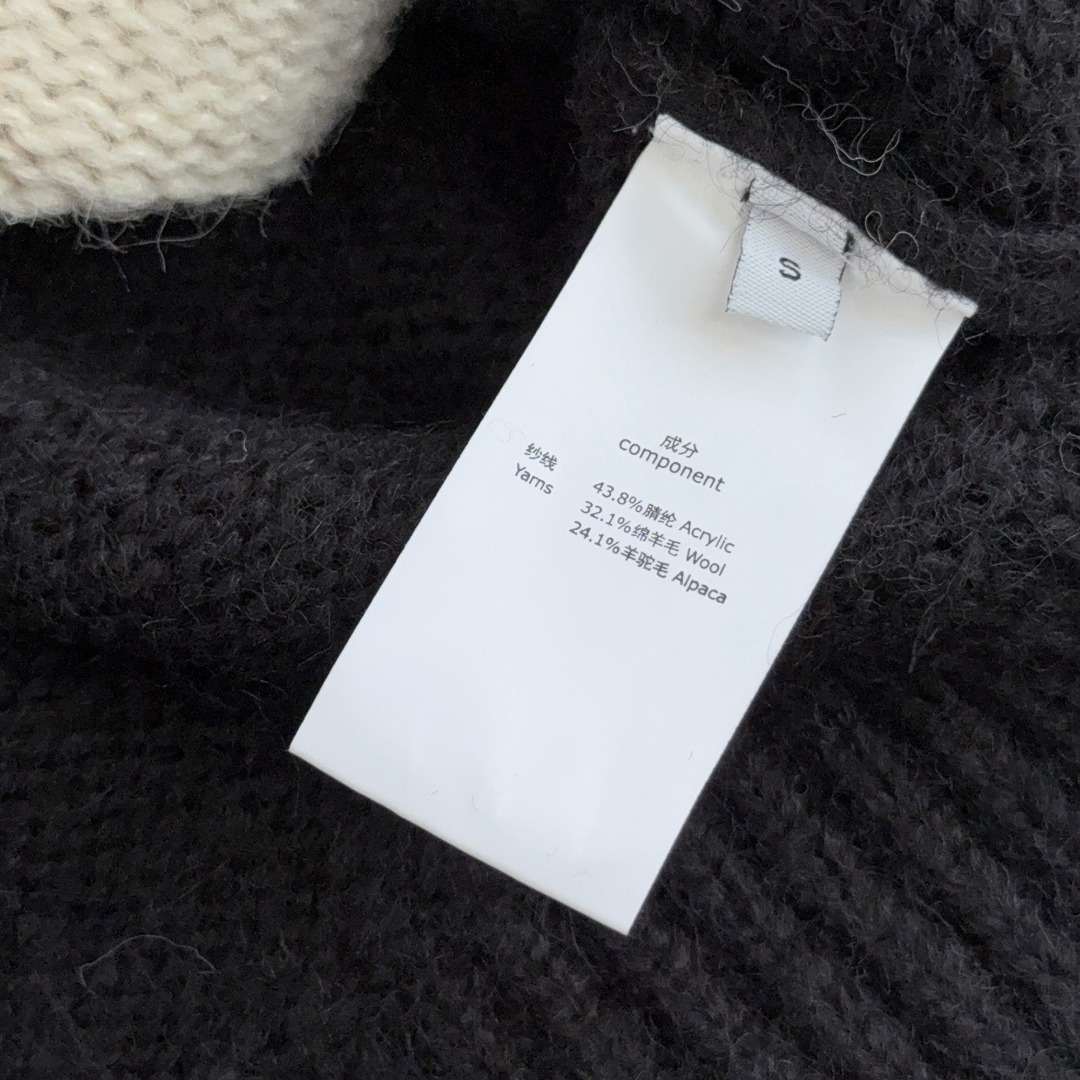 S
成分
component
纱线
Yarns
43.8%腈纶 Acrylic
32.1%绵羊毛 Wool
24.1%羊驼毛 Alpaca